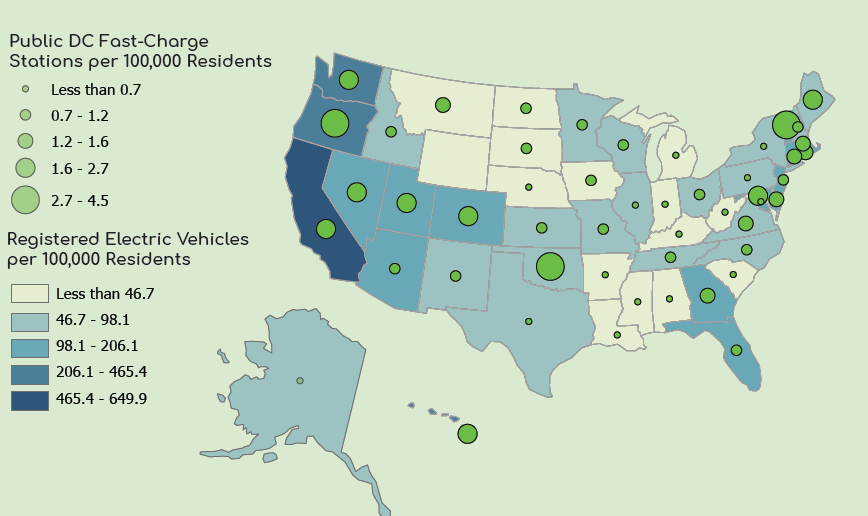 Public DC Fast-Charge
Stations per 100,000 Residents
Less than 0.7
0.7 - 1.2
1.2 - 1.6
1.6 - 2.7
2.7 - 4.5
Registered Electric Vehicles
per 100,000 Residents
Less than 46.7
46.7 - 98.1
98.1 - 206.1
206.1 - 465.4
465.4 - 649.9